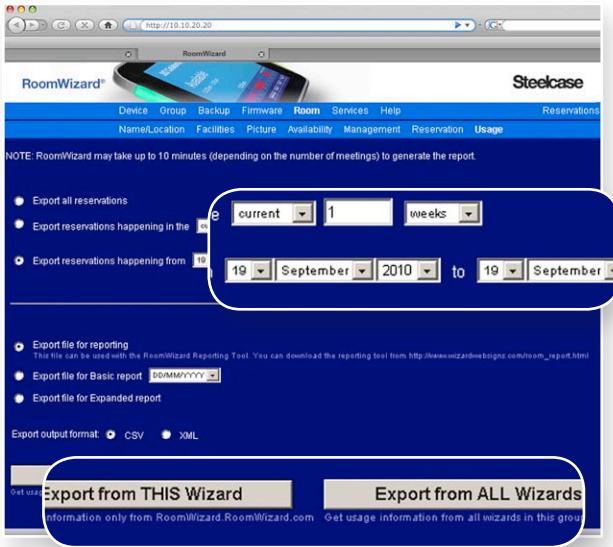 http://10.10.20.20
RoomWizard
RoomWizard®
Steelcase
Device Group Backup Firmware Room Services Help Reservations
Name/Location Facilities Picture Availability Management Reservation Usage
NOTE: RoomWizard may take up to 10 minutes (depending on the number of meetings) to generate the report.
Export all reservations
Export reservations happening in the
current 1 weeks
Export reservations happening from 19
19 September 2010 to 19 September
Export file for reporting
This file can be used with the RoomWizard Reporting Tool. You can download the reporting tool from http://www.wizardwebsigns.com/room_report.html
Export file for Basic report DD/MM/YYYY
Export file for Expanded report
Export output format: CSV XML
Export from THIS Wizard Export from ALL Wizards
Get usag
nformation only from RoomWizard.RoomWizard.com Get usage information from all wizards in this grou